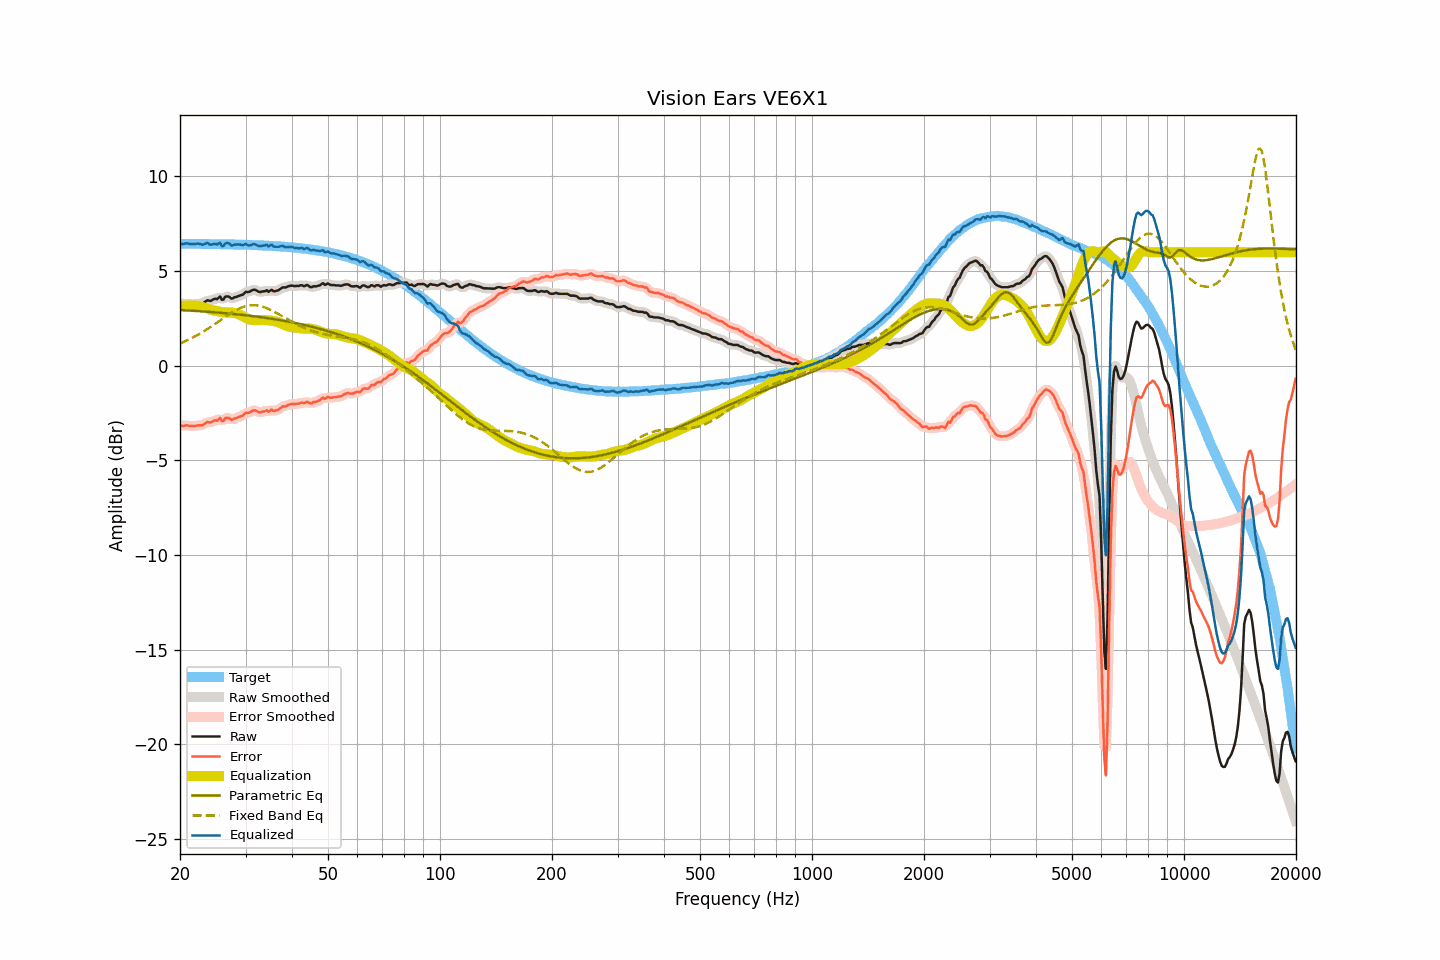 Vision Ears VE6X1
Amplitude (dBr)
10
5
0
−5
−10
−15
−20
−25
Target
Raw Smoothed
Error Smoothed
Raw
Error
Equalization
Parametric Eq
Fixed Band Eq
Equalized
20 50 100 200 500 1000 2000 5000 10000 20000
Frequency (Hz)